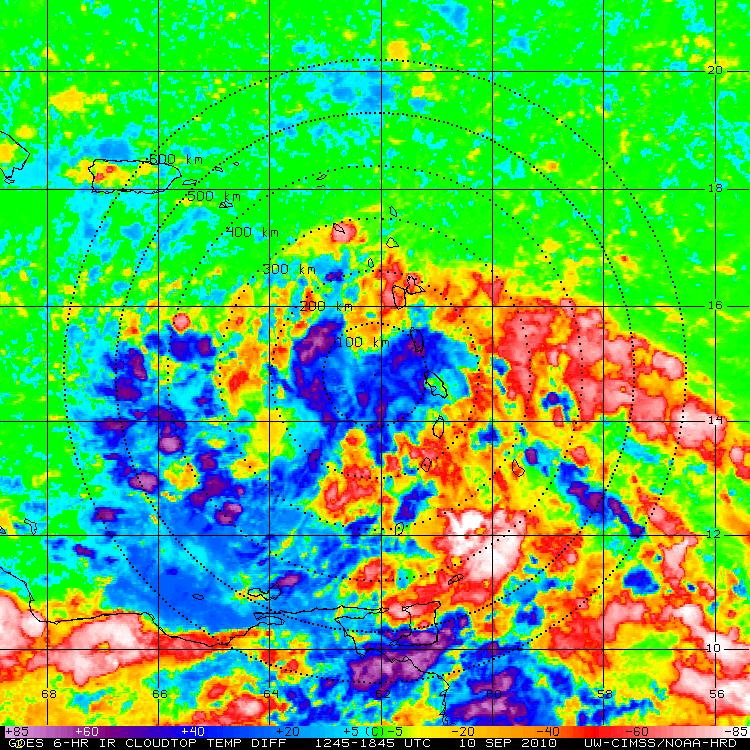 20
600 km
18
500 km
400 km
300 km
200 km
16
100 km
14
12
10
68 66 64 62 60 58 56
+85 +60 +40 +20 +5 (C) -5 -20 -40 -60 -85
GOES 6-HR IR CLOUDTOP TEMP DIFF 1245-1845 UTC 10 SEP 2010 UW-CIMSS/NOAA-HRD